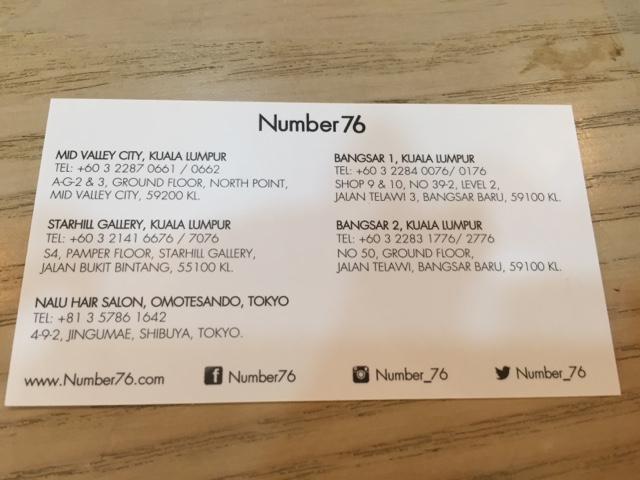 Number76
MID VALLEY CITY, KUALA LUMPUR
TEL: +60 3 2287 0661 / 0662
A-G-2 & 3, GROUND FLOOR, NORTH POINT,
MID VALLEY CITY, 59200 KL.
STARHILL GALLERY, KUALA LUMPUR
TEL: +60 3 2141 6676 / 7076
S4, PAMPER FLOOR, STARHILL GALLERY,
JALAN BUKIT BINTANG, 55100 KL.
NALU HAIR SALON, OMOTESANDO, TOKYO
TEL: +81 3 5786 1642
4-9-2, JINGUMAE, SHIBUYA, TOKYO.
BANGSAR 1, KUALA LUMPUR
TEL: +60 3 2284 0076/ 0176
SHOP 9 & 10, NO 39-2, LEVEL 2,
JALAN TELAWI 3, BANGSAR BARU, 59100 KL.
BANGSAR 2, KUALA LUMPUR
TEL: +60 3 2283 1776/ 2776
NO 50, GROUND FLOOR,
JALAN TELAWI, BANGSAR BARU, 59100 KL.
www.Number76.com f Number76 Number_76 Number_76